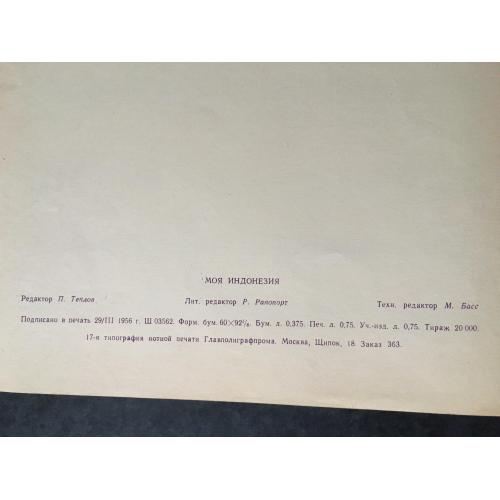 МОЯ ИНДОНЕЗИЯ
Редактор П. Теплов Лит. редактор Р. Рапопорт Техн. редактор М. Басс
Подписано в печать 29/III 1956 г. Ш 03562. Форм. бум. 60×92⅛. Бум. л. 0,375. Печ. л. 0,75. Уч.-изд. л. 0,75. Тираж 20 000.
17-я типография нотной печати Главполиграфпрома. Москва, Щипок, 18. Заказ 363.